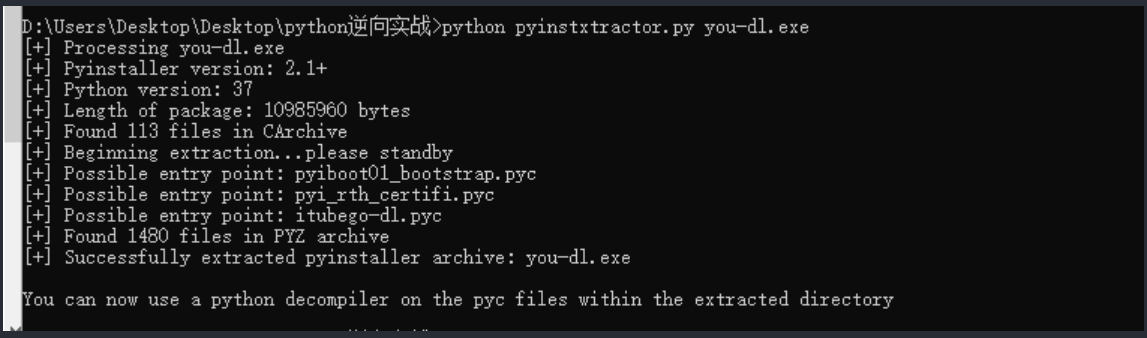 D:\Users\Desktop\Desktop\python逆向实战>python pyinstxtractor.py you-dl.exe
[+] Processing you-dl.exe
[+] Pyinstaller version: 2.1+
[+] Python version: 37
[+] Length of package: 10985960 bytes
[+] Found 113 files in CArchive
[+] Beginning extraction...please standby
[+] Possible entry point: pyiboot01_bootstrap.pyc
[+] Possible entry point: pyi_rth_certifi.pyc
[+] Possible entry point: itubego-dl.pyc
[+] Found 1480 files in PYZ archive
[+] Successfully extracted pyinstaller archive: you-dl.exe
You can now use a python decompiler on the pyc files within the extracted directory